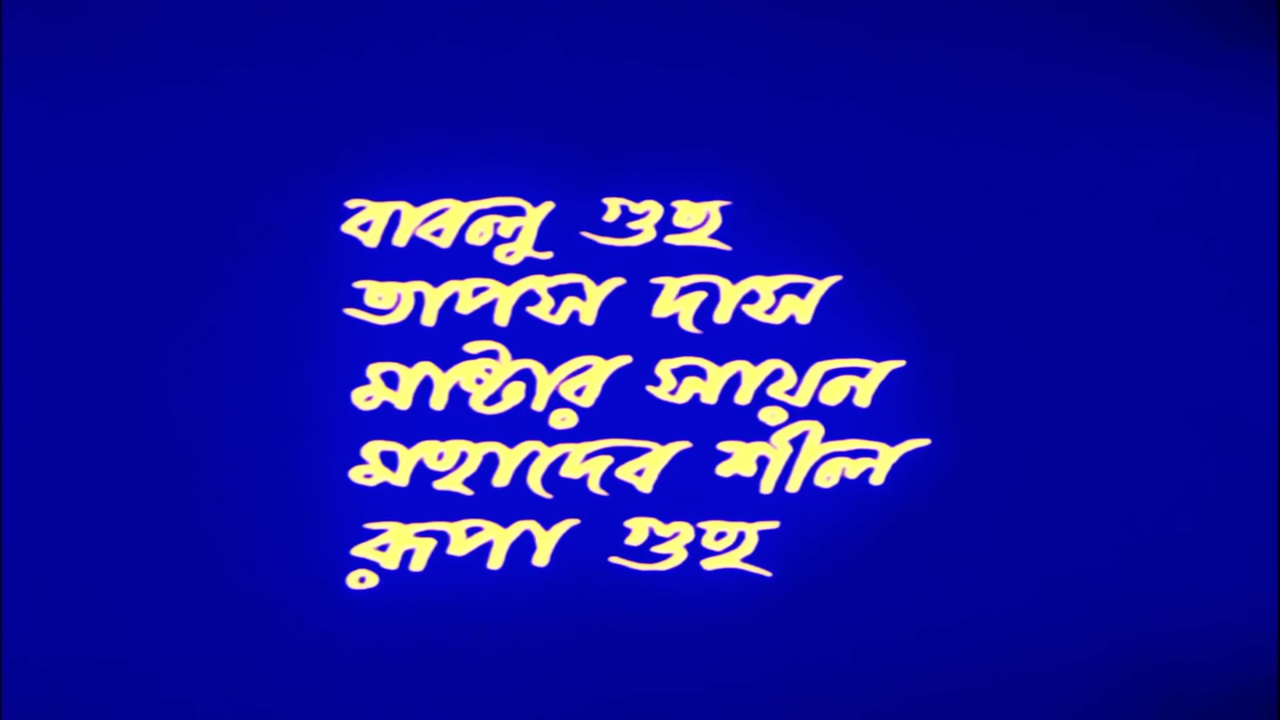 বাবলু গুহ
তাপস দাস
মাষ্টার সায়ন
মহাদেব শীল
রূপা গুহ